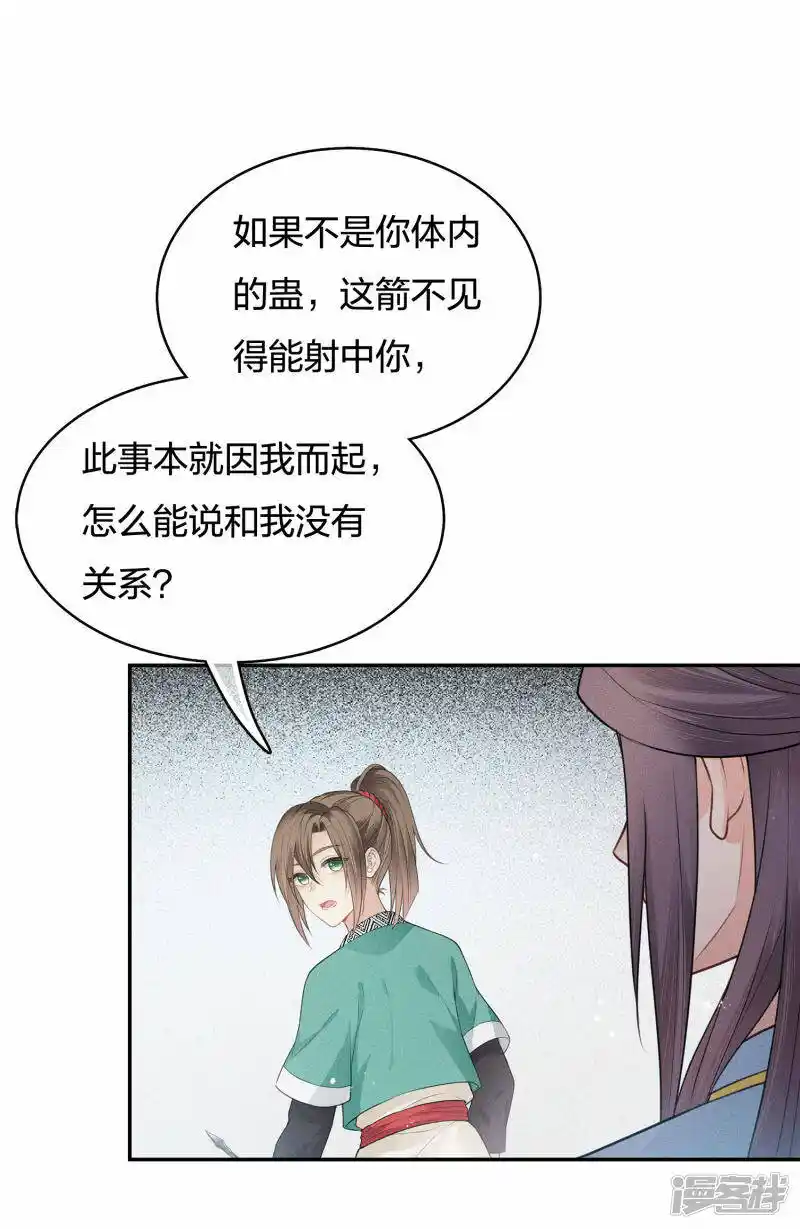 如果不是你体内
的蛊，这箭不见
得能射中你，
此事本就因我而起，
怎么能说和我没有
关系？
漫客栈